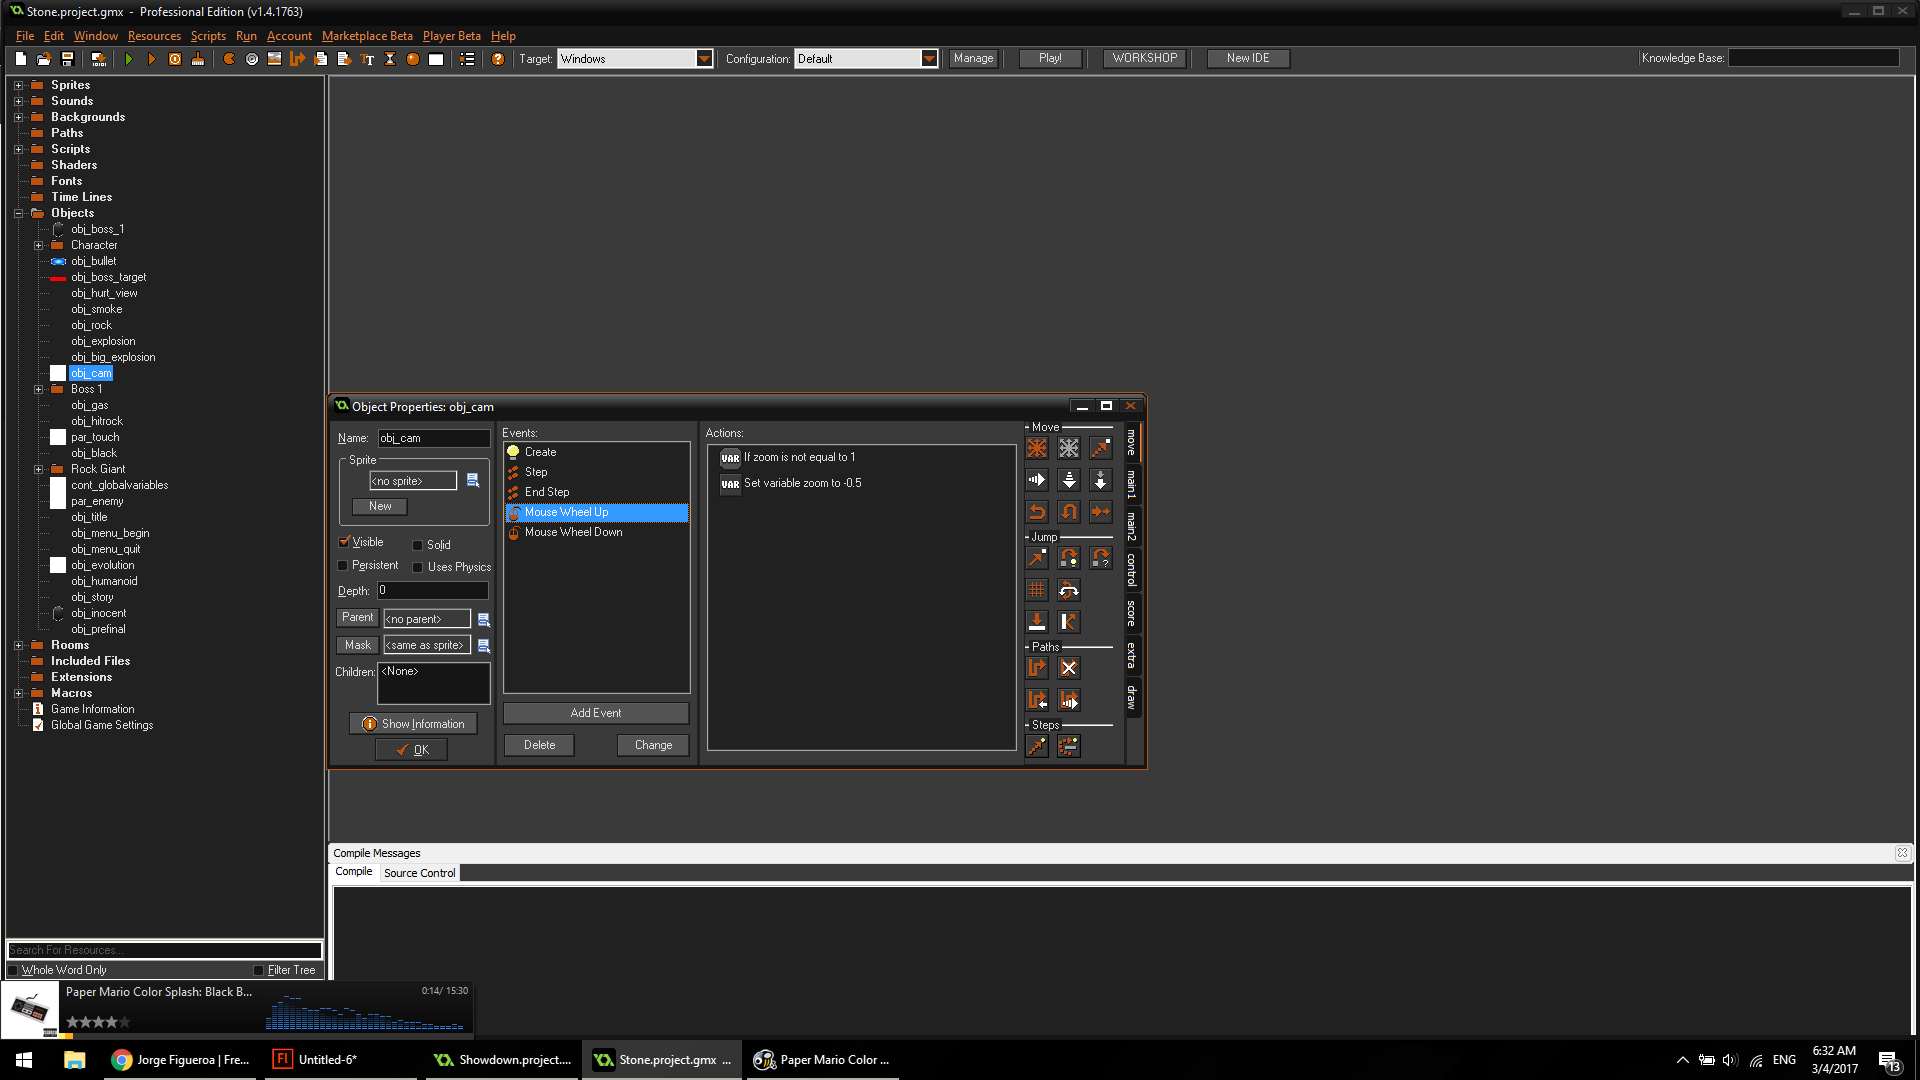 Stone.project.gmx - Professional Edition (v1.4.1763)
File Edit Window Resources Scripts Run Account Marketplace Beta Player Beta Help
Target: Windows Configuration: Default Manage Play! WORKSHOP New IDE Knowledge Base:
Sprites
Sounds
Backgrounds
Paths
Scripts
Shaders
Fonts
Time Lines
Objects
obj_boss_1
Character
obj_bullet
obj_boss_target
obj_hurt_view
obj_smoke
obj_rock
obj_explosion
obj_big_explosion
obj_cam
Boss 1
obj_gas
obj_hitrock
par_touch
obj_black
Rock Giant
cont_globalvariables
par_enemy
obj_title
obj_menu_begin
obj_menu_quit
obj_evolution
obj_humanoid
obj_story
obj_inocent
obj_prefinal
Rooms
Included Files
Extensions
Macros
Game Information
Global Game Settings
Search For Resources...
Whole Word Only Filter Tree
Object Properties: obj_cam
Name: obj_cam
Sprite
<no sprite>
New
Visible Solid
Persistent Uses Physics
Depth: 0
Parent <no parent>
Mask <same as sprite>
Children: <None>
Show Information
OK
Events:
Create
Step
End Step
Mouse Wheel Up
Mouse Wheel Down
Add Event
Delete Change
Actions:
VAR If zoom is not equal to 1
VAR Set variable zoom to -0.5
Move
Jump
Paths
Steps
move
main1
main2
control
score
extra
draw
Compile Messages
Compile Source Control
Paper Mario Color Splash: Black B...
0:14/ 15:30
Jorge Figueroa | Fre...
Fl Untitled-6*
Showdown.project....
Stone.project.gmx ...
Paper Mario Color ...
ENG
6:32 AM
3/4/2017
13